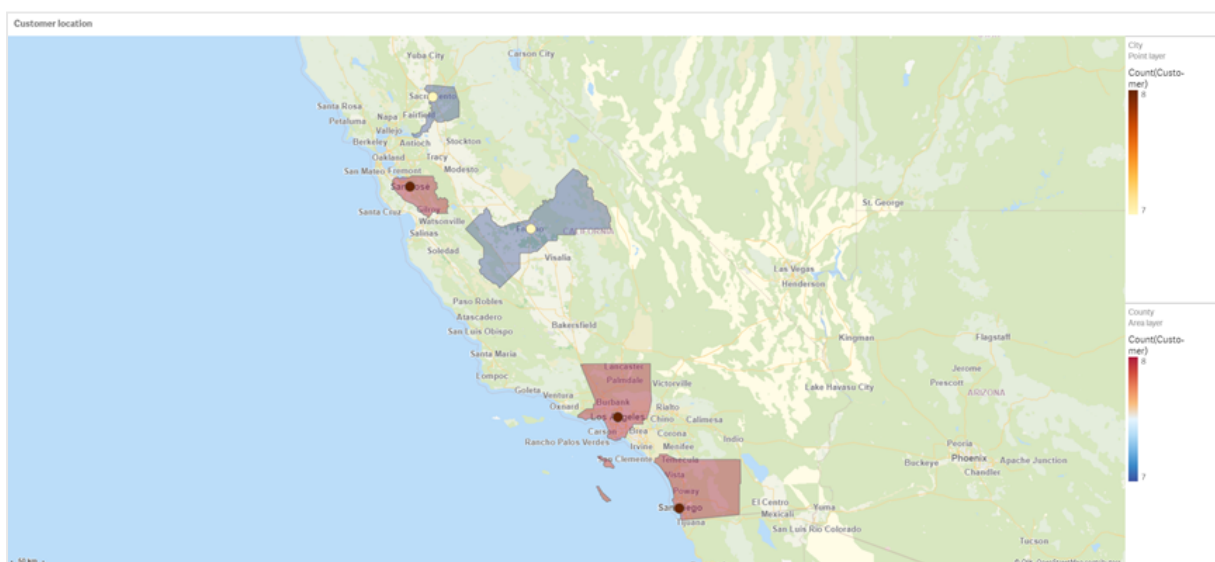 Customer location
Yuba City
Carson City
Sacramento
Santa Rosa
Napa
Fairfield
Petaluma
Vallejo
Berkeley
Antioch
Stockton
Oakland
Tracy
San Mateo
Fremont
Modesto
San Jose
St. George
Santa Cruz
Gilroy
Watsonville
Salinas
CALIFORNIA
Soledad
Visalia
Las Vegas
Henderson
Paso Robles
Atascadero
Bakersfield
San Luis Obispo
Kingman
Flagstaff
Santa Maria
Lancaster
Jerome
Lompoc
Palmdale
Victorville
Prescott
Lake Havasu City
Goleta
Ventura
ARIZONA
Oxnard
Burbank
Rialto
Los Angeles
Chino
Calimesa
Carson
Brea
Corona
Rancho Palos Verdes
Irvine
Menifee
Indio
Peoria
San Clemente
Temecula
Buckeye
Phoenix
Apache Junction
Vista
Chandler
Poway
El Centro
San Diego
Mexicali
Yuma
Tijuana
San Luis Rio Colorado
Tucson
50 km
City
Point layer
Count(Custo-
mer)
8
7
County
Area layer
Count(Custo-
mer)
8
7